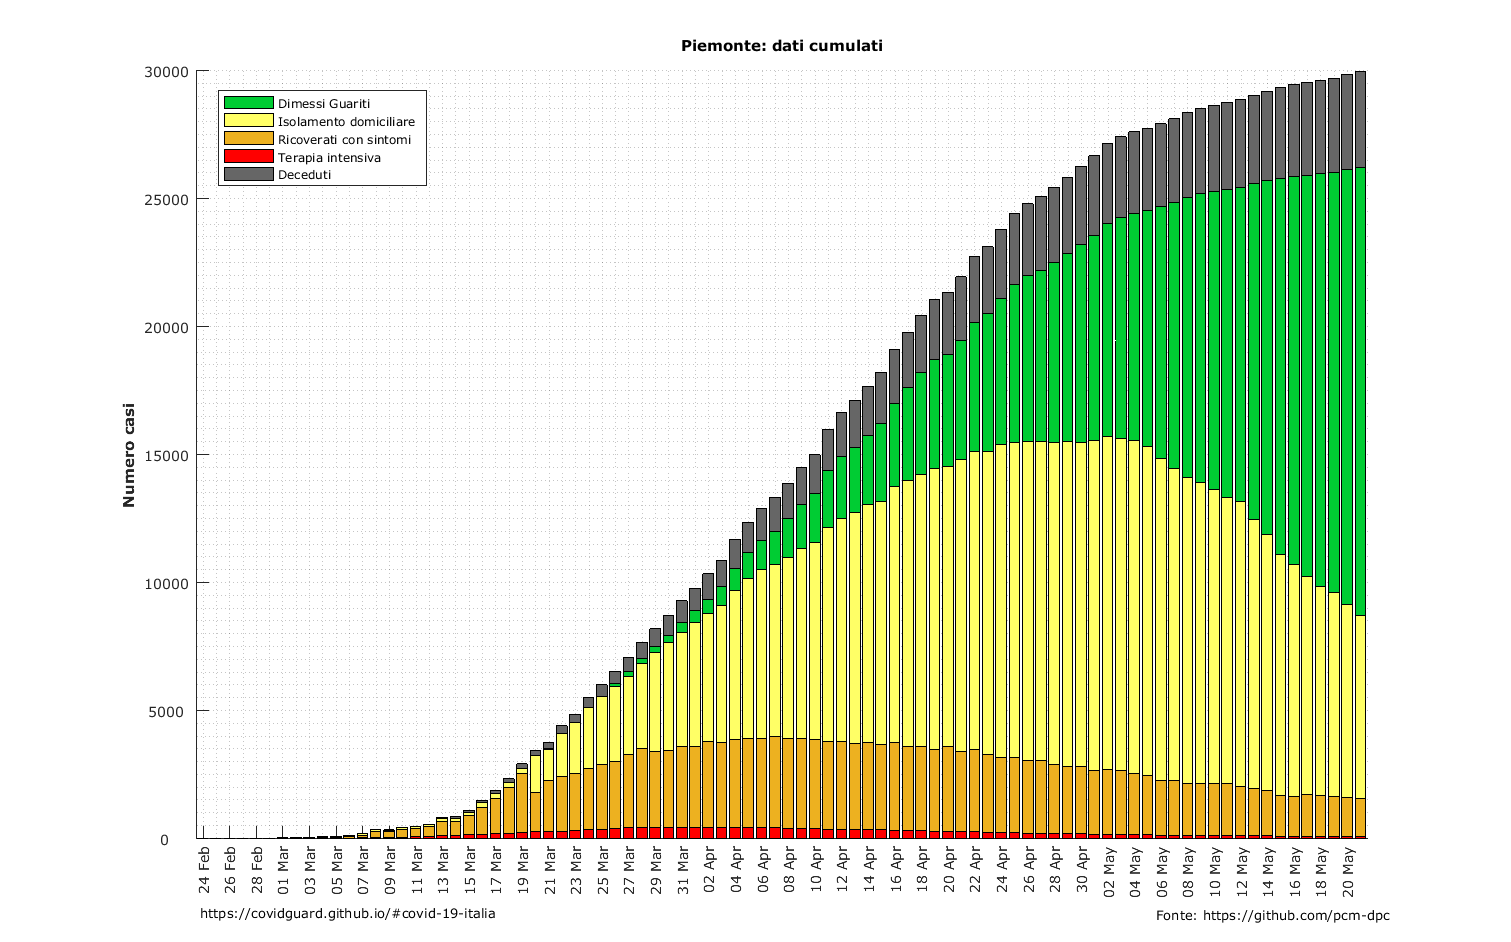 Piemonte: dati cumulati
30000
25000
20000
15000
10000
5000
0
Numero casi
Dimessi Guariti
Isolamento domiciliare
Ricoverati con sintomi
Terapia intensiva
Deceduti
24 Feb
26 Feb
28 Feb
01 Mar
03 Mar
05 Mar
07 Mar
09 Mar
11 Mar
13 Mar
15 Mar
17 Mar
19 Mar
21 Mar
23 Mar
25 Mar
27 Mar
29 Mar
31 Mar
02 Apr
04 Apr
06 Apr
08 Apr
10 Apr
12 Apr
14 Apr
16 Apr
18 Apr
20 Apr
22 Apr
24 Apr
26 Apr
28 Apr
30 Apr
02 May
04 May
06 May
08 May
10 May
12 May
14 May
16 May
18 May
20 May
https://covidguard.github.io/#covid-19-italia
Fonte: https://github.com/pcm-dpc